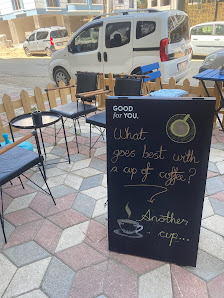 GOOD
for YOU.
What
goes best with
a cup of coffee?
Another
cup...